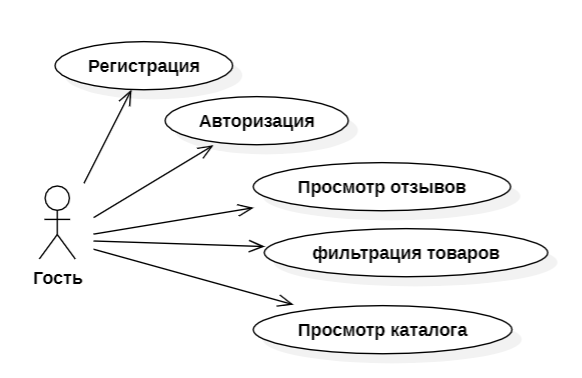 Регистрация
Авторизация
Просмотр отзывов
фильтрация товаров
Гость
Просмотр каталога